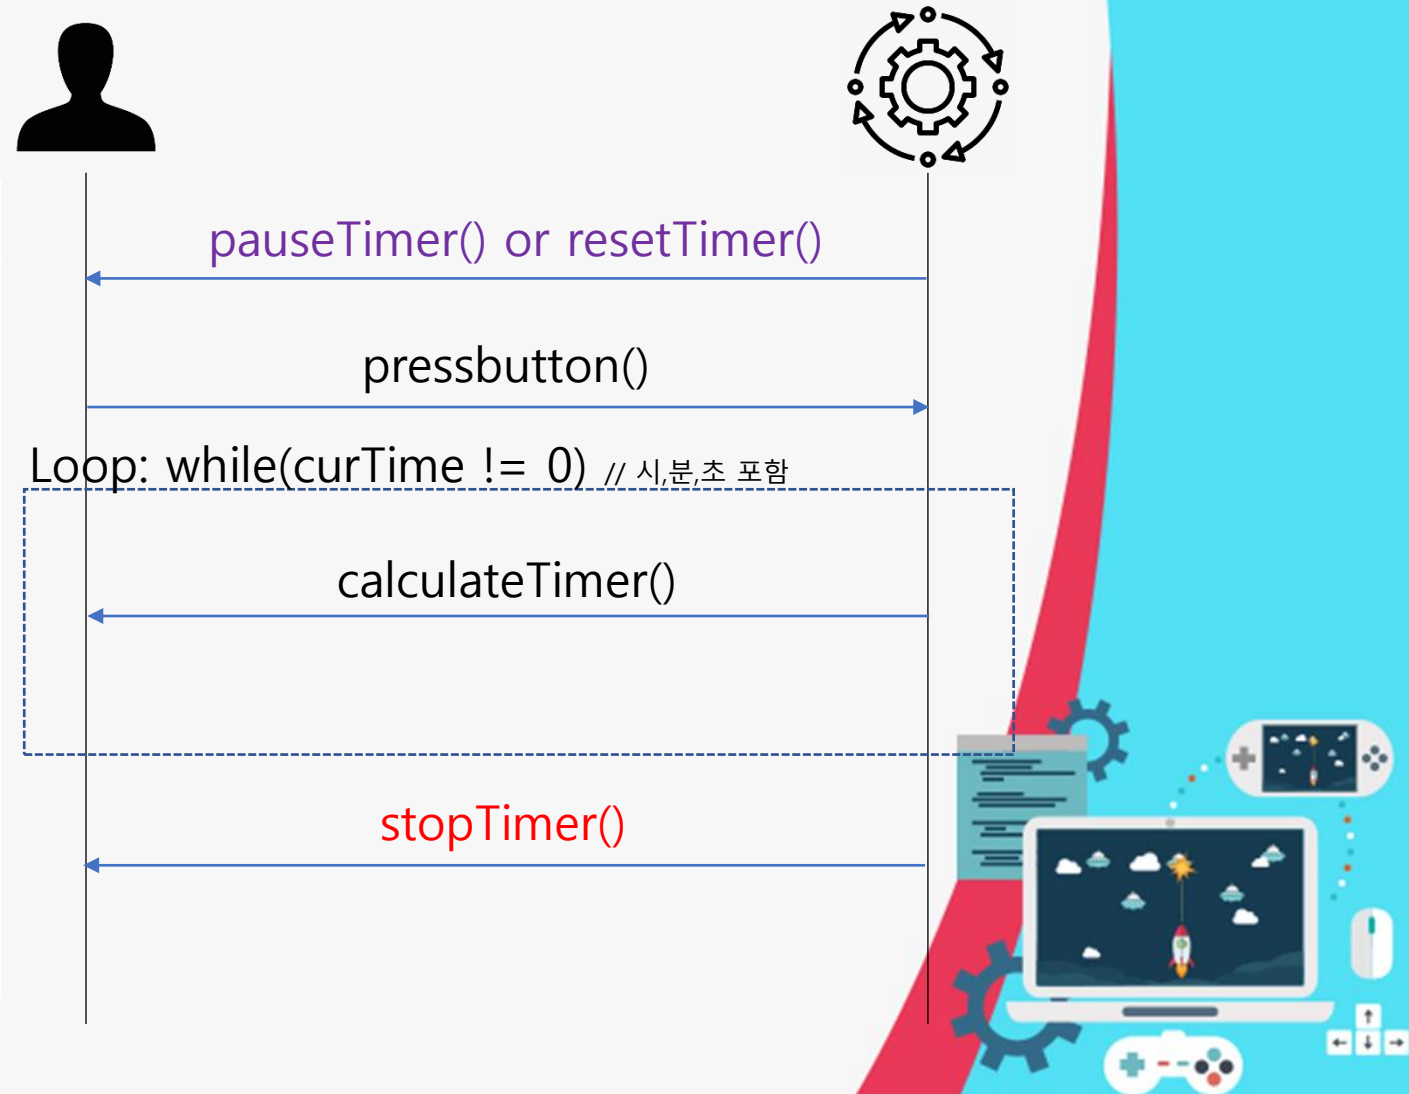 pauseTimer() or resetTimer()
pressbutton()
Loop: while(curTime != 0) // 시,분,초 포함
calculateTimer()
stopTimer()